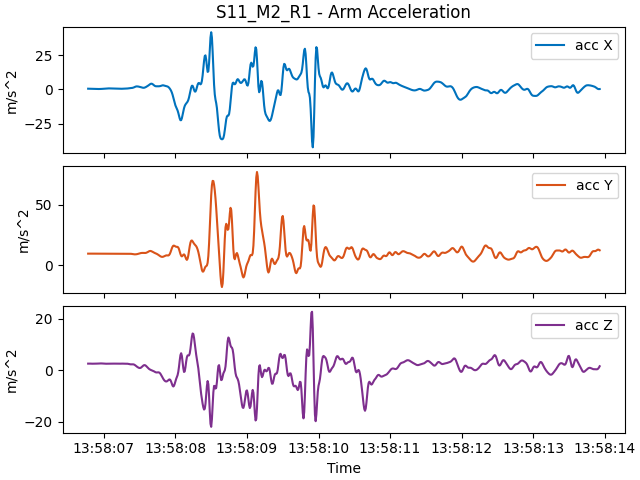 S11_M2_R1 - Arm Acceleration
25
0
−25
m/s^2
acc X
50
0
m/s^2
acc Y
20
0
−20
m/s^2
acc Z
13:58:07 13:58:08 13:58:09 13:58:10 13:58:11 13:58:12 13:58:13 13:58:14
Time